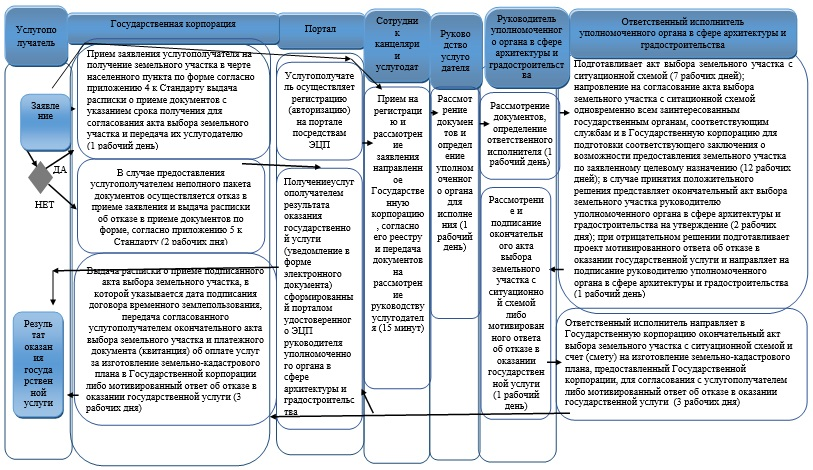 Услугопо
лучатель
Государственная корпорация
Портал
Сотрудни
к
канцеляри
и
услугодат
Руково
дство
услуго
дателя
Руководитель
уполномоченног
о органа в сфере
архитектуры и
градостроительст
ва
Ответственный исполнитель
уполномоченного органа в сфере архитектуры и
градостроительства
Заявле
ние
ДА
НЕТ
Резуль
тат
оказан
ия
госуда
рствен
ной
услуги
Прием заявления услугополучателя на
получение земельного участка в черте
населенного пункта по форме согласно
приложению 4 к Стандарту выдача
расписки о приеме документов с
указанием срока получения для
согласования акта выбора земельного
участка и передача их услугодателю
(1 рабочий день)
В случае предоставления
услугополучателем неполного пакета
документов осуществляется отказ в
приеме заявления и выдача расписки
об отказе в приеме документов по
форме, согласно приложению 5 к
Стандарту (2 рабочих дня)
Выдача расписки о приеме подписанного
акта выбора земельного участка, в
которой указывается дата подписания
договора временного землепользования,
передача согласованного
услугополучателем окончательного акта
выбора земельного участка и платежного
документа (квитанция) об оплате услуг
за изготовление земельно-кадастрового
плана в Государственной корпорации
либо мотивированный ответ об отказе в
оказании государственной услуги (3
рабочих дня)
Услугополучате
ль осуществляет
регистрацию
(авторизацию)
на портале
посредствам
ЭЦП
Получениеуслуг
ополучателем
результата
оказания
государственно
й услуги
(уведомление в
форме
электронного
документа)
сформированны
й порталом
удостоверенног
о ЭЦП
руководителя
уполномоченно
го органа в
сфере
архитектуры и
градостроительс
тва
Прием на
регистраци
ю и
рассмотрен
ие
заявления
направленн
ое
Государстве
нную
корпорацию
, согласно
его реестру
и передача
документов
на
рассмотрен
ие
руководству
услугодател
я (15 минут)
Рассмот
рение
докумен
тов и
определ
ение
уполном
оченног
о органа
для
исполне
ния (1
рабочий
день)
Рассмотрение
документов,
определение
ответственного
исполнителя (1
рабочий день)
Рассмотрени
е и
подписание
окончательн
ого акта
выбора
земельного
участка с
ситуационно
й схемой
либо
мотивирован
ного ответа
об отказе в
оказании
государствен
ной услуги
(1 рабочий
день)
Подготавливает акт выбора земельного участка с
ситуационной схемой (7 рабочих дней);
направление на согласование акта выбора
земельного участка с ситационной схемой
одновременно всем заинтересованным
государственным органам, соответствующим
службам и в Государственную корпорацию для
подготовки соответствующего заключения о
возможности предоставления земельного участка
по заявленному целевому назначению (12 рабочих
дней); в случае принятия положительного
решения представляет окончательный акт выбора
земельного участка руководителю
уполномоченного органа в сфере архитектуры и
градостроительства на утверждение (2 рабочих
дня); при отрицательном решении подготавливает
проект мотивированного ответа об отказе в
оказании государственной услуги и направляет на
подписание руководителю уполномоченного
органа в сфере архитектуры и градостроительства
(1 рабочий день)
Ответственный исполнитель направляет в
Государственную корпорацию окончательный акт
выбора земельного участка с ситуационной схемой и
счет (смету) на изготовление земельно-кадастрового
плана, предоставленный Государственной
корпорации, для согласования с услугополучателем
либо мотивированный ответ об отказе в оказании
государственной услуги (3 рабочих дня)